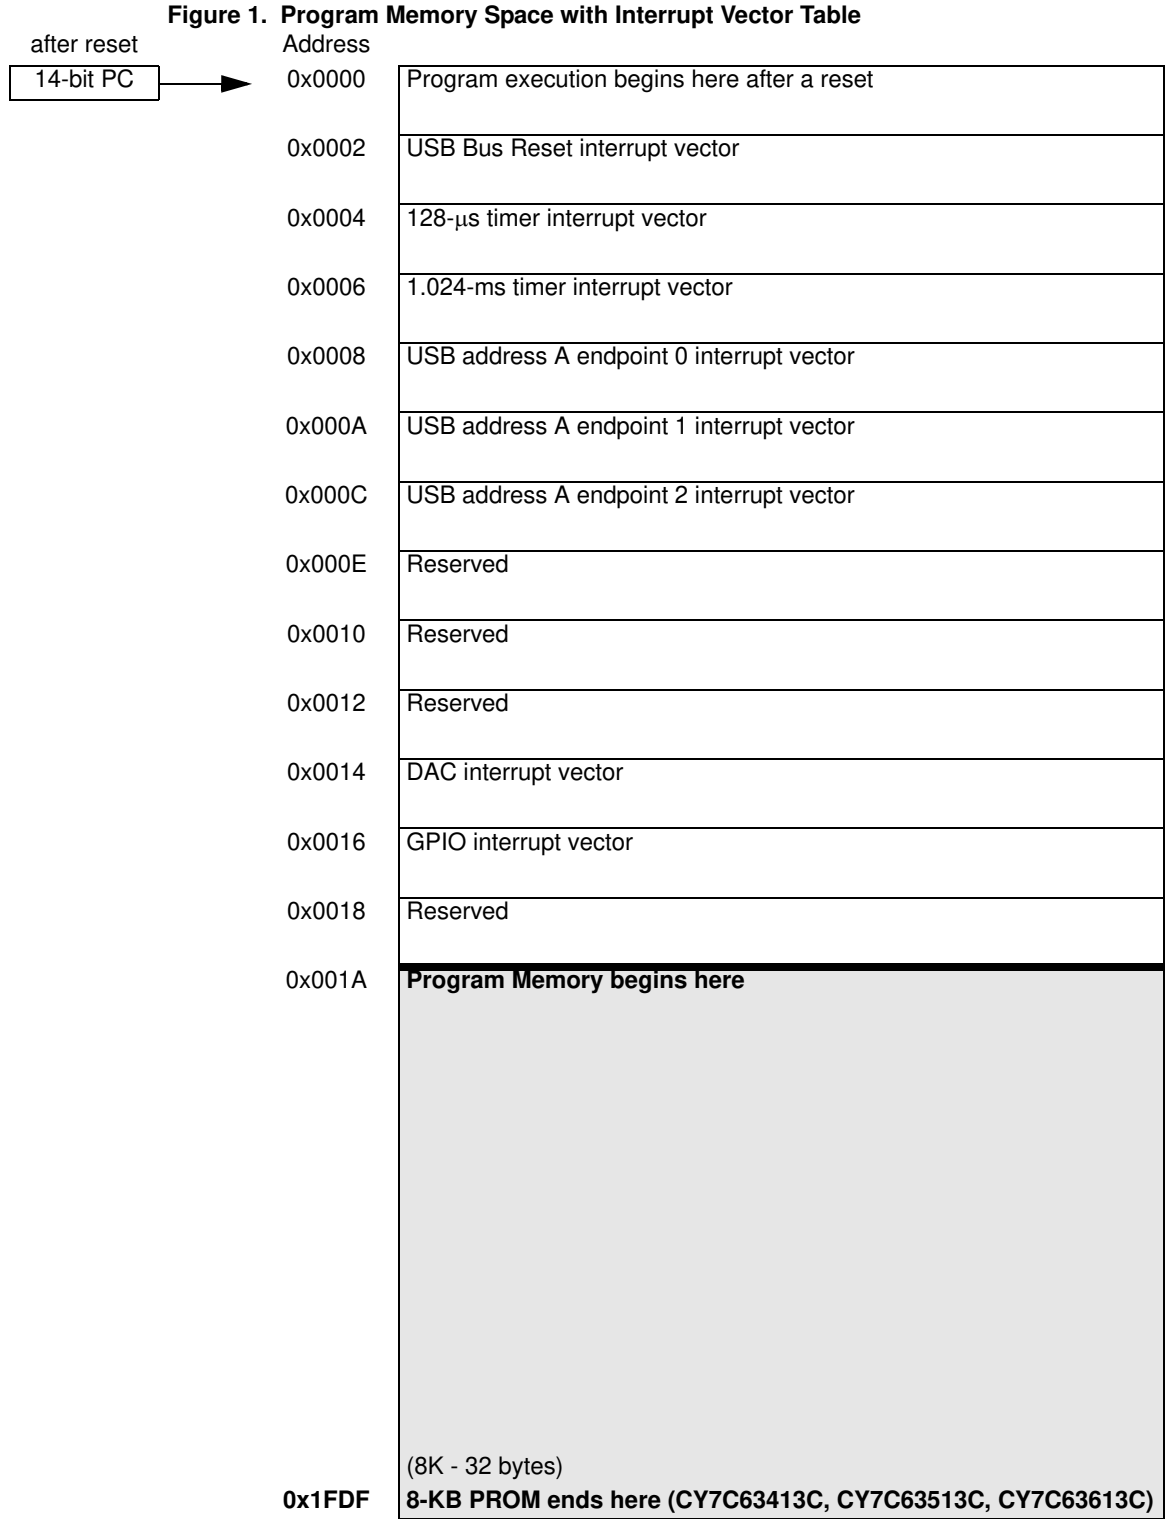 Figure 1. Program Memory Space with Interrupt Vector Table
after reset Address
14-bit PC 0x0000 Program execution begins here after a reset
0x0002 USB Bus Reset interrupt vector
0x0004 128-μs timer interrupt vector
0x0006 1.024-ms timer interrupt vector
0x0008 USB address A endpoint 0 interrupt vector
0x000A USB address A endpoint 1 interrupt vector
0x000C USB address A endpoint 2 interrupt vector
0x000E Reserved
0x0010 Reserved
0x0012 Reserved
0x0014 DAC interrupt vector
0x0016 GPIO interrupt vector
0x0018 Reserved
0x001A Program Memory begins here
(8K - 32 bytes)
0x1FDF 8-KB PROM ends here (CY7C63413C, CY7C63513C, CY7C63613C)